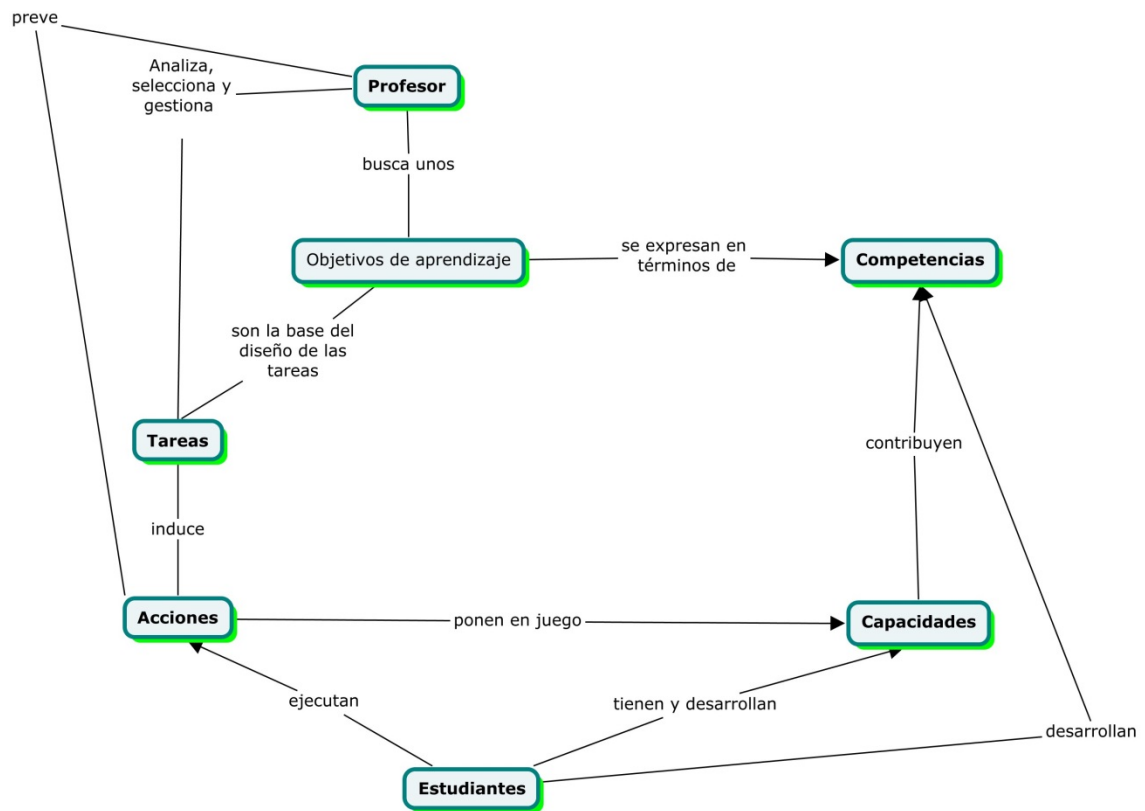 preve
Analiza,
selecciona y
gestiona
Profesor
busca unos
Objetivos de aprendizaje
se expresan en
términos de
Competencias
son la base del
diseño de las
tareas
Tareas
contribuyen
induce
Acciones
ponen en juego
Capacidades
ejecutan
tienen y desarrollan
desarrollan
Estudiantes